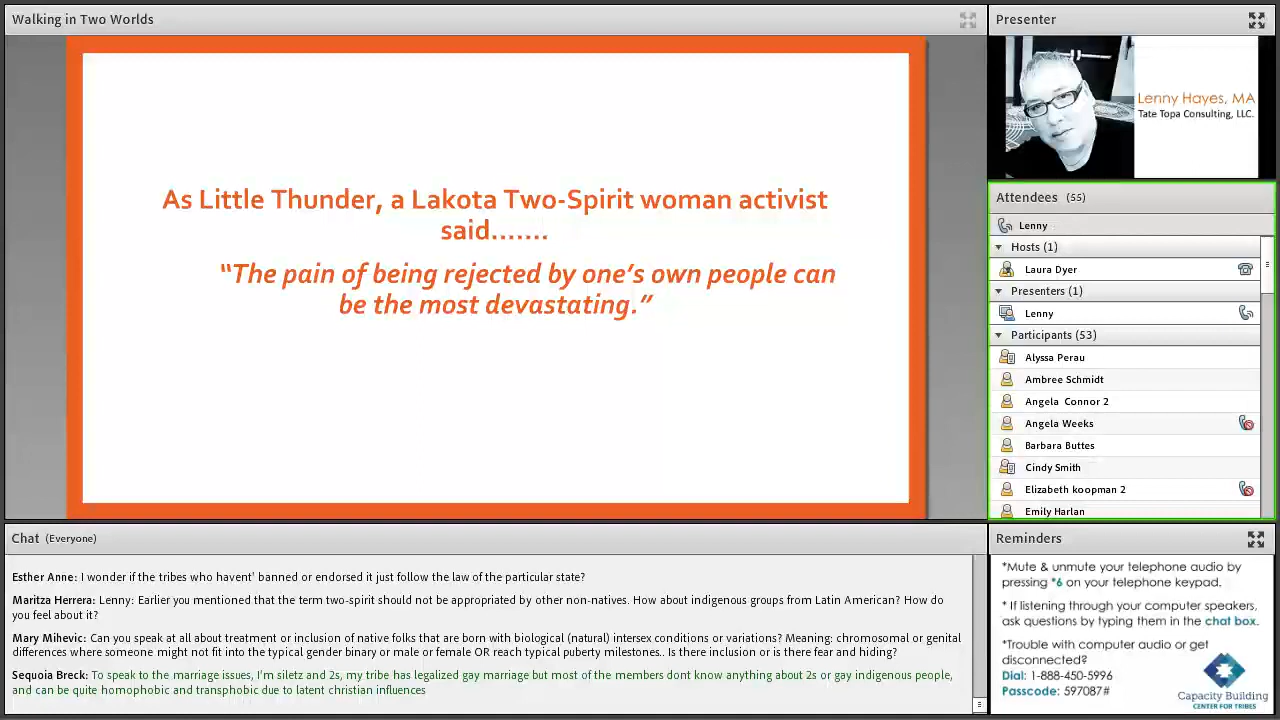 Walking in Two Worlds
As Little Thunder, a Lakota Two-Spirit woman activist
said.......
“The pain of being rejected by one’s own people can
be the most devastating.”
Presenter
Lenny Hayes, MA
Tate Topa Consulting, LLC.
Attendees (55)
Lenny
Hosts (1)
Laura Dyer
Presenters (1)
Lenny
Participants (53)
Alyssa Perau
Ambree Schmidt
Angela Connor 2
Angela Weeks
Barbara Buttes
Cindy Smith
Elizabeth koopman 2
Emily Harlan
Chat (Everyone)
Esther Anne: I wonder if the tribes who havent' banned or endorsed it just follow the law of the particular state?
Maritza Herrera: Lenny: Earlier you mentioned that the term two-spirit should not be appropriated by other non-natives. How about indigenous groups from Latin American? How do
you feel about it?
Mary Mihevic: Can you speak at all about treatment or inclusion of native folks that are born with biological (natural) intersex conditions or variations? Meaning: chromosomal or genital
differences where someone might not fit into the typical gender binary or male or female OR reach typical puberty milestones.. Is there inclusion or is there fear and hiding?
Sequoia Breck: To speak to the marriage issues, I'm siletz and 2s, my tribe has legalized gay marriage but most of the members dont know anything about 2s or gay indigenous people,
and can be quite homophobic and transphobic due to latent christian influences
Reminders
*Mute & unmute your telephone audio by
pressing *6 on your telephone keypad.
* If listening through your computer speakers,
ask questions by typing them in the chat box.
*Trouble with computer audio or get
disconnected?
Dial: 1-888-450-5996
Passcode: 597087#
Capacity Building
CENTER FOR TRIBES